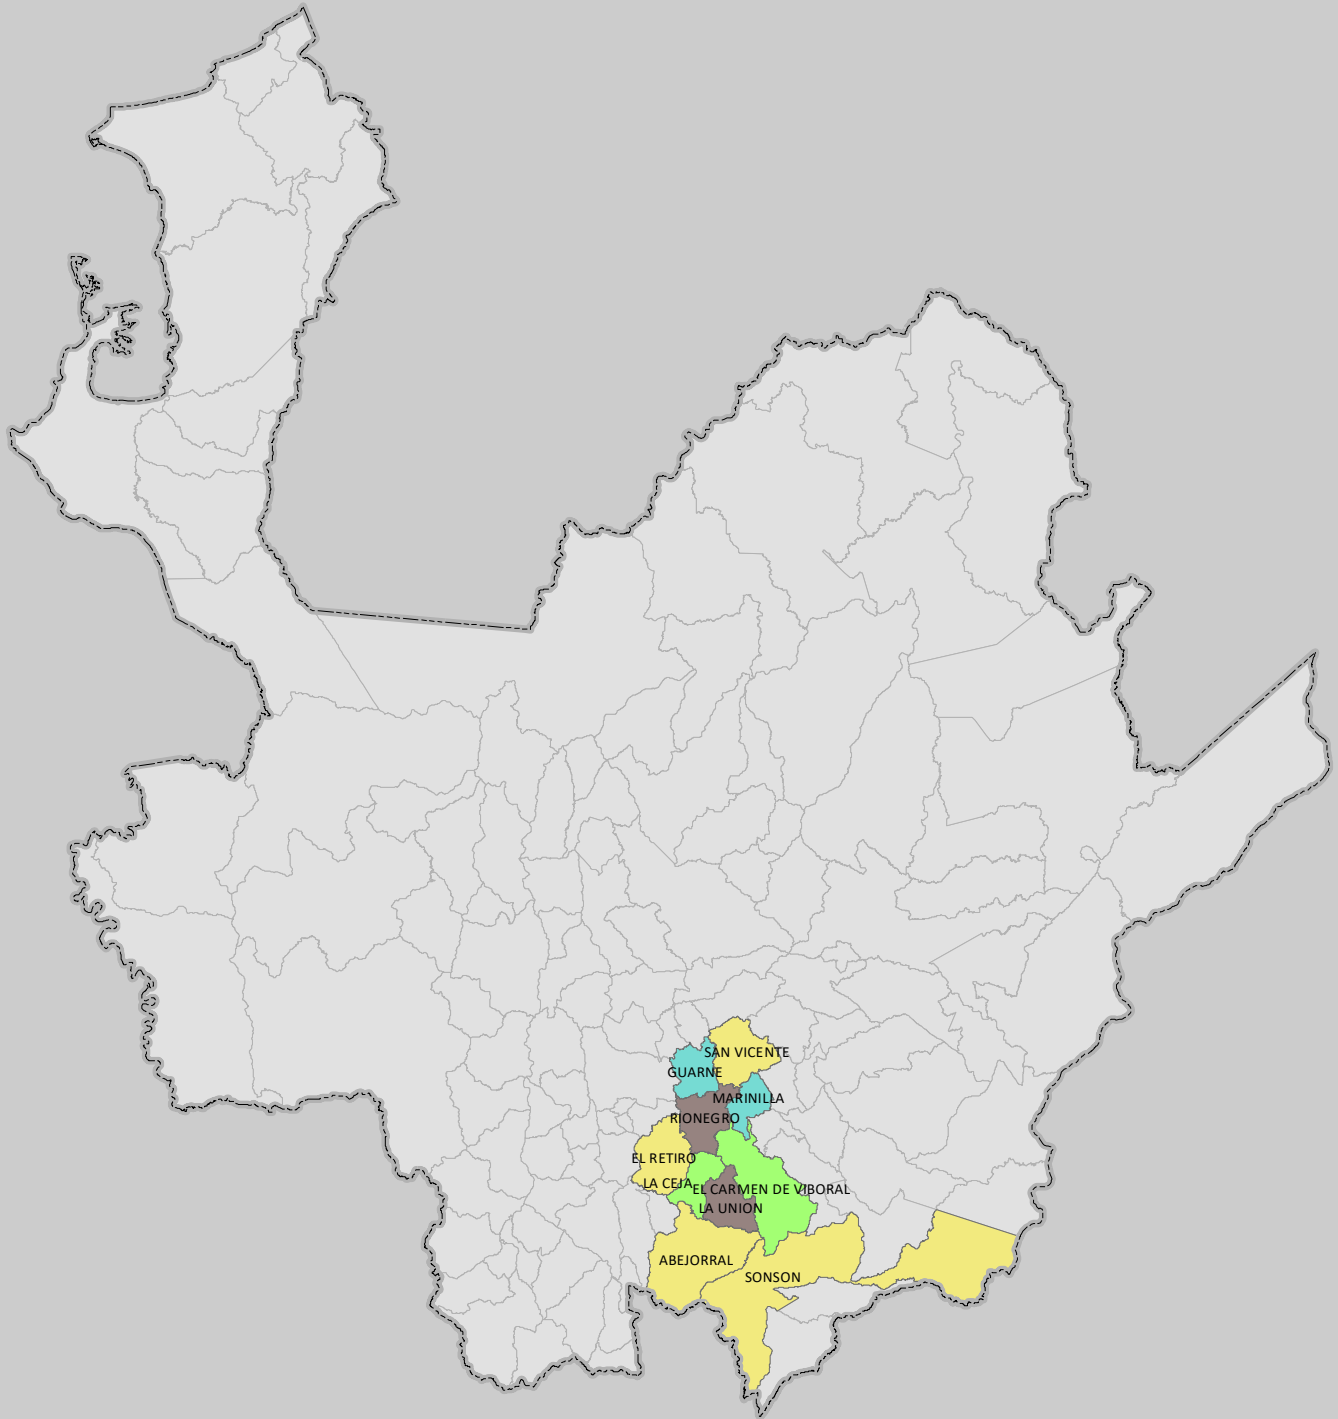 SAN VICENTE
GUARNE
MARINILLA
RIONEGRO
EL RETIRO
LA CEJA
EL CARMEN DE VIBORAL
LA UNION
ABEJORRAL
SONSON